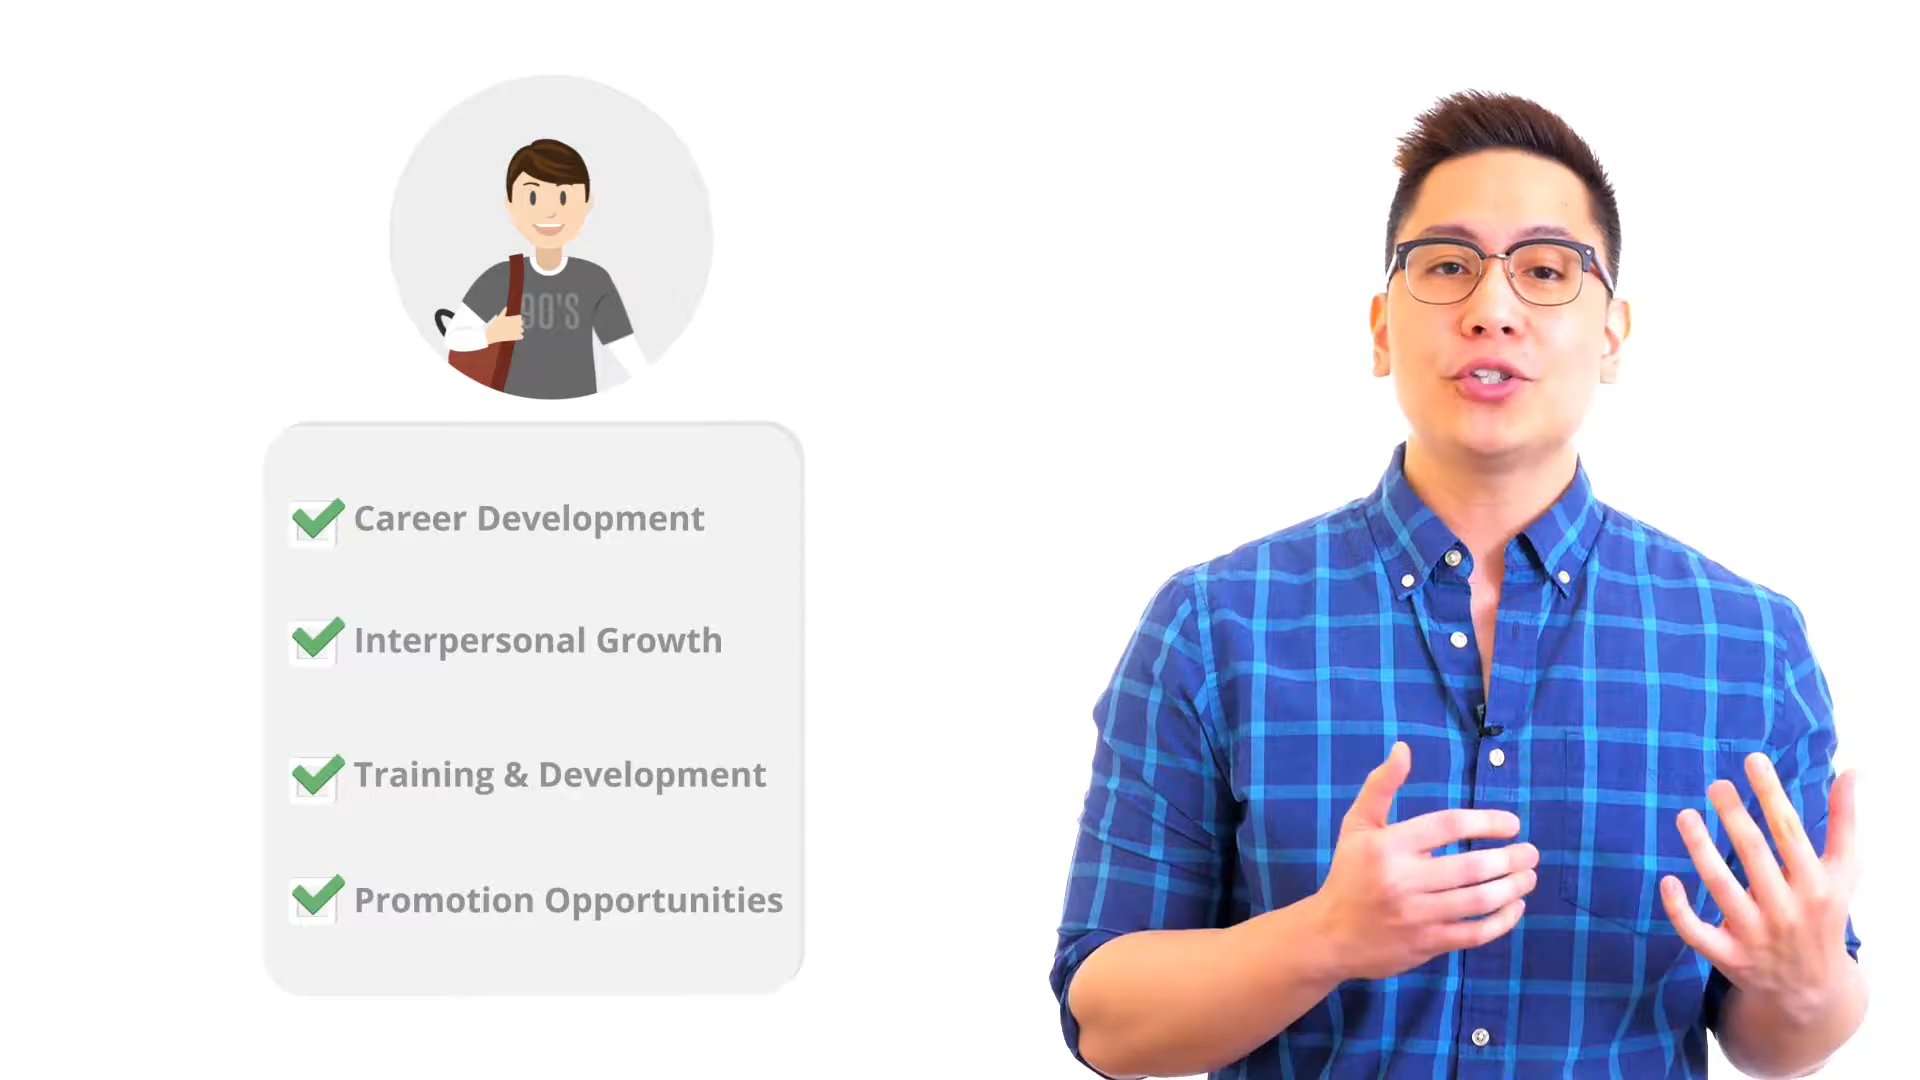 90'S
Career Development
Interpersonal Growth
Training & Development
Promotion Opportunities